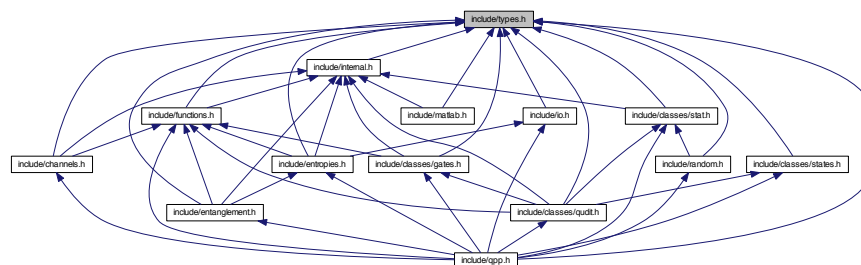 include/types.h
include/internal.h
include/functions.h
include/matlab.h
include/io.h
include/classes/stat.h
include/channels.h
include/entropies.h
include/classes/gates.h
include/random.h
include/classes/states.h
include/entanglement.h
include/classes/qudit.h
include/qpp.h